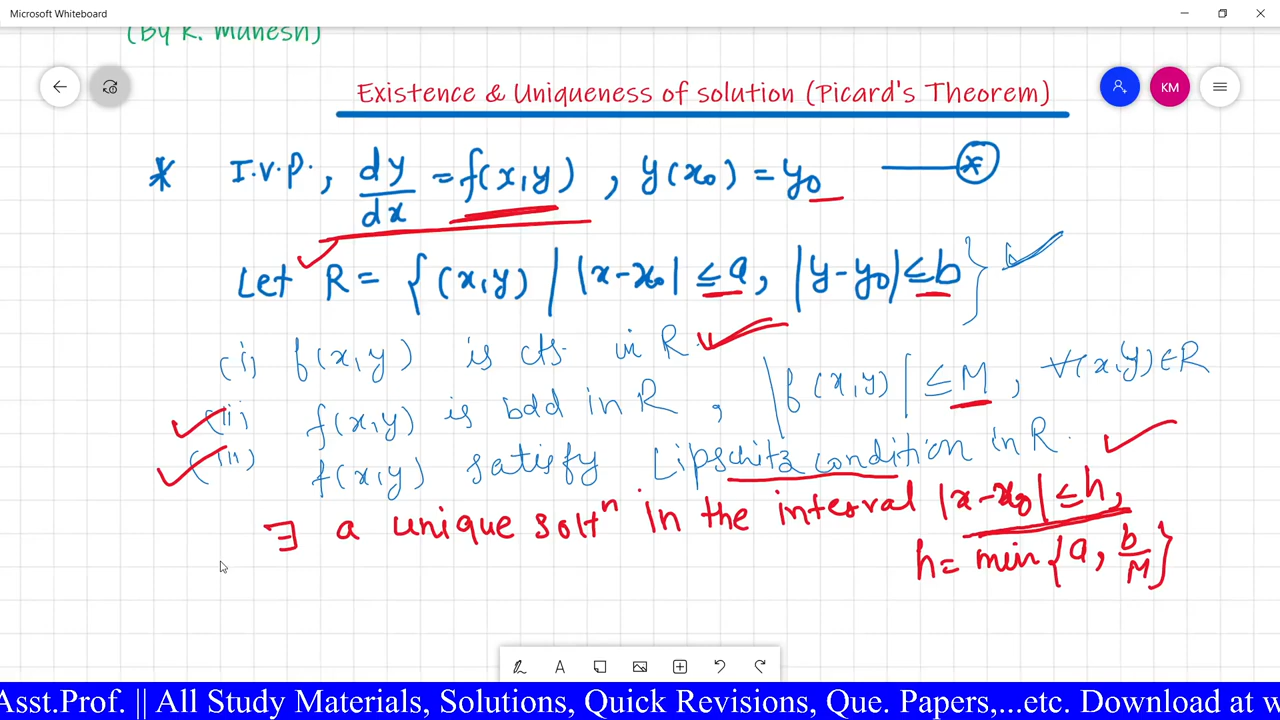 Microsoft Whiteboard
(By K. Mahesh)
Existence & Uniqueness of solution (Picard's Theorem)
* I.V.P., dy/dx = f(x,y), y(x₀) = y₀ —— *
Let R = {(x,y) | |x-x₀| ≤ a, |y-y₀| ≤ b}
(i) f(x,y) is cts. in R.
(ii) f(x,y) is bdd in R, |f(x,y)| ≤ M, ∀(x,y)∈R
(iii) f(x,y) satisfy Lipschitz condition in R.
∃ a unique soltⁿ in the interval |x-x₀| ≤ h,
h = min{a, b/M}
KM
Asst.Prof. || All Study Materials, Solutions, Quick Revisions, Que. Papers,...etc. Download at w